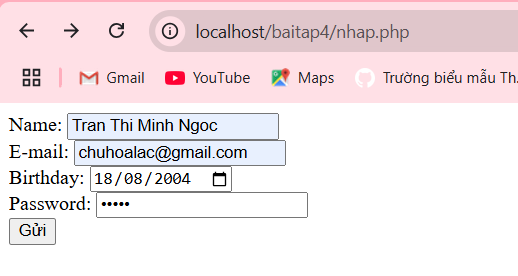 localhost/baitap4/nhap.php
Gmail YouTube Maps Trường biểu mẫu Th...
Name: Tran Thi Minh Ngoc
E-mail: chuhoalac@gmail.com
Birthday: 18/08/2004
Password: •••••
Gửi